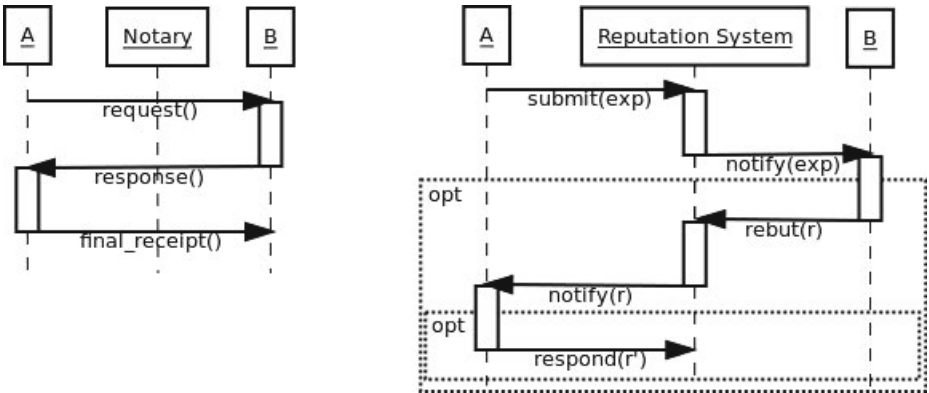 A
Notary
B
request()
response()
final_receipt()
A
Reputation System
B
submit(exp)
notify(exp)
opt
rebut(r)
notify(r)
opt
respond(r')